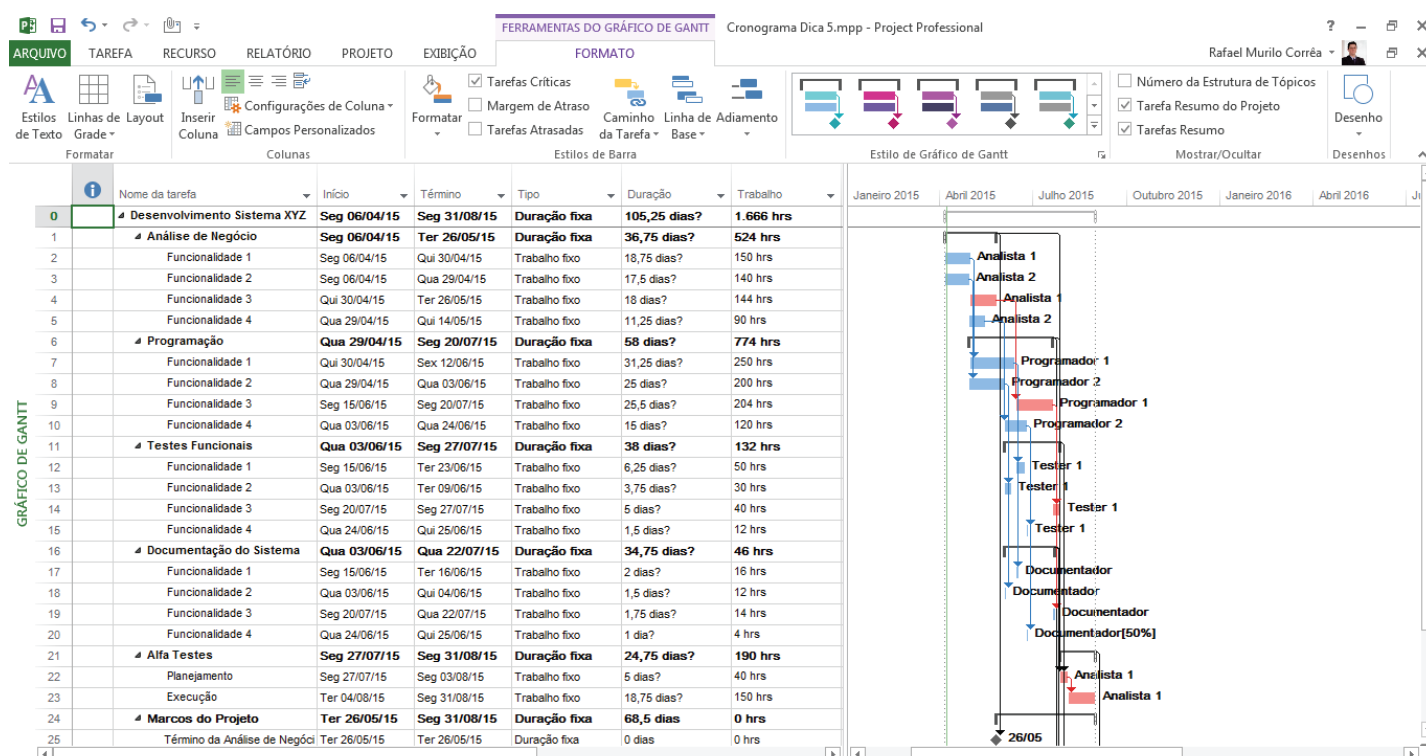 FERRAMENTAS DO GRÁFICO DE GANTT Cronograma Dica 5.mpp - Project Professional ?
ARQUIVO TAREFA RECURSO RELATÓRIO PROJETO EXIBIÇÃO FORMATO Rafael Murilo Corrêa
Estilos de Texto
Linhas de Grade
Layout
Formatar
Inserir Coluna
Configurações de Coluna
Campos Personalizados
Colunas
Formatar
Tarefas Críticas
Margem de Atraso
Tarefas Atrasadas
Caminho da Tarefa
Linha de Base
Adiamento
Estilos de Barra
Estilo de Gráfico de Gantt
Número da Estrutura de Tópicos
Tarefa Resumo do Projeto
Tarefas Resumo
Mostrar/Ocultar
Desenho
Desenhos
GRÁFICO DE GANTT
Nome da tarefa Início Término Tipo Duração Trabalho Janeiro 2015 Abril 2015 Julho 2015 Outubro 2015 Janeiro 2016 Abril 2016
0 Desenvolvimento Sistema XYZ Seg 06/04/15 Seg 31/08/15 Duração fixa 105,25 dias? 1.666 hrs
1 Análise de Negócio Seg 06/04/15 Ter 26/05/15 Duração fixa 36,75 dias? 524 hrs
2 Funcionalidade 1 Seg 06/04/15 Qui 30/04/15 Trabalho fixo 18,75 dias? 150 hrs Analista 1
3 Funcionalidade 2 Seg 06/04/15 Qua 29/04/15 Trabalho fixo 17,5 dias? 140 hrs Analista 2
4 Funcionalidade 3 Qui 30/04/15 Ter 26/05/15 Trabalho fixo 18 dias? 144 hrs Analista 1
5 Funcionalidade 4 Qua 29/04/15 Qui 14/05/15 Trabalho fixo 11,25 dias? 90 hrs Analista 2
6 Programação Qua 29/04/15 Seg 20/07/15 Duração fixa 58 dias? 774 hrs
7 Funcionalidade 1 Qui 30/04/15 Sex 12/06/15 Trabalho fixo 31,25 dias? 250 hrs Programador 1
8 Funcionalidade 2 Qua 29/04/15 Qua 03/06/15 Trabalho fixo 25 dias? 200 hrs Programador 2
9 Funcionalidade 3 Seg 15/06/15 Seg 20/07/15 Trabalho fixo 25,5 dias? 204 hrs Programador 1
10 Funcionalidade 4 Qua 03/06/15 Qua 24/06/15 Trabalho fixo 15 dias? 120 hrs Programador 2
11 Testes Funcionais Qua 03/06/15 Seg 27/07/15 Duração fixa 38 dias? 132 hrs
12 Funcionalidade 1 Seg 15/06/15 Ter 23/06/15 Trabalho fixo 6,25 dias? 50 hrs Tester 1
13 Funcionalidade 2 Qua 03/06/15 Ter 09/06/15 Trabalho fixo 3,75 dias? 30 hrs Tester 1
14 Funcionalidade 3 Seg 20/07/15 Seg 27/07/15 Trabalho fixo 5 dias? 40 hrs Tester 1
15 Funcionalidade 4 Qua 24/06/15 Qui 25/06/15 Trabalho fixo 1,5 dias? 12 hrs Tester 1
16 Documentação do Sistema Qua 03/06/15 Qua 22/07/15 Duração fixa 34,75 dias? 46 hrs
17 Funcionalidade 1 Seg 15/06/15 Ter 16/06/15 Trabalho fixo 2 dias? 16 hrs Documentador
18 Funcionalidade 2 Qua 03/06/15 Qui 04/06/15 Trabalho fixo 1,5 dias? 12 hrs Documentador
19 Funcionalidade 3 Seg 20/07/15 Qua 22/07/15 Trabalho fixo 1,75 dias? 14 hrs Documentador
20 Funcionalidade 4 Qua 24/06/15 Qui 25/06/15 Trabalho fixo 1 dia? 4 hrs Documentador[50%]
21 Alfa Testes Seg 27/07/15 Seg 31/08/15 Duração fixa 24,75 dias? 190 hrs
22 Planejamento Seg 27/07/15 Seg 03/08/15 Trabalho fixo 5 dias? 40 hrs Analista 1
23 Execução Ter 04/08/15 Seg 31/08/15 Trabalho fixo 18,75 dias? 150 hrs Analista 1
24 Marcos do Projeto Ter 26/05/15 Seg 31/08/15 Duração fixa 68,5 dias 0 hrs
25 Término da Análise de Negóci Ter 26/05/15 Ter 26/05/15 Duração fixa 0 dias 0 hrs 26/05